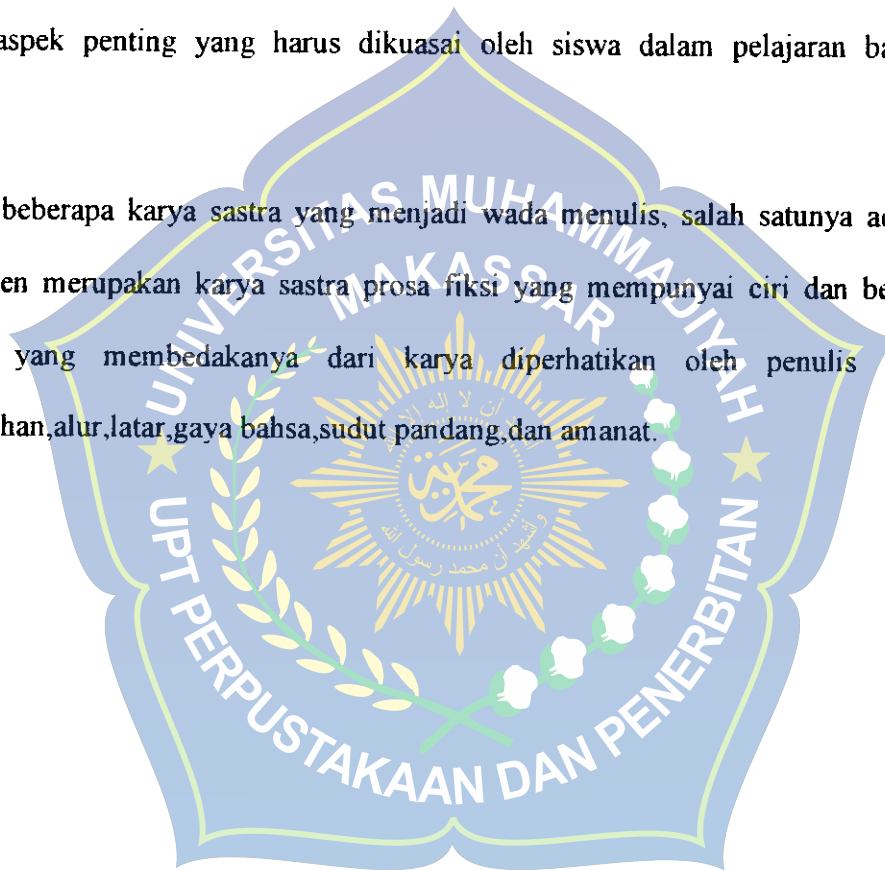 aspek penting yang harus dikuasai oleh siswa dalam pelajaran ba
beberapa karya sastra yang menjadi wada menulis, salah satunya ad
en merupakan karya sastra prosa fiksi yang mempunyai ciri dan be
yang membedakanya dari karya diperhatikan oleh penulis
han,alur,latar,gaya bahsa,sudut pandang,dan amanat.
UNIVERSITAS MUHAMMADIYAH
MAKASSAR
محمدية
UPT PERPUSTAKAAN DAN PENERBITAN